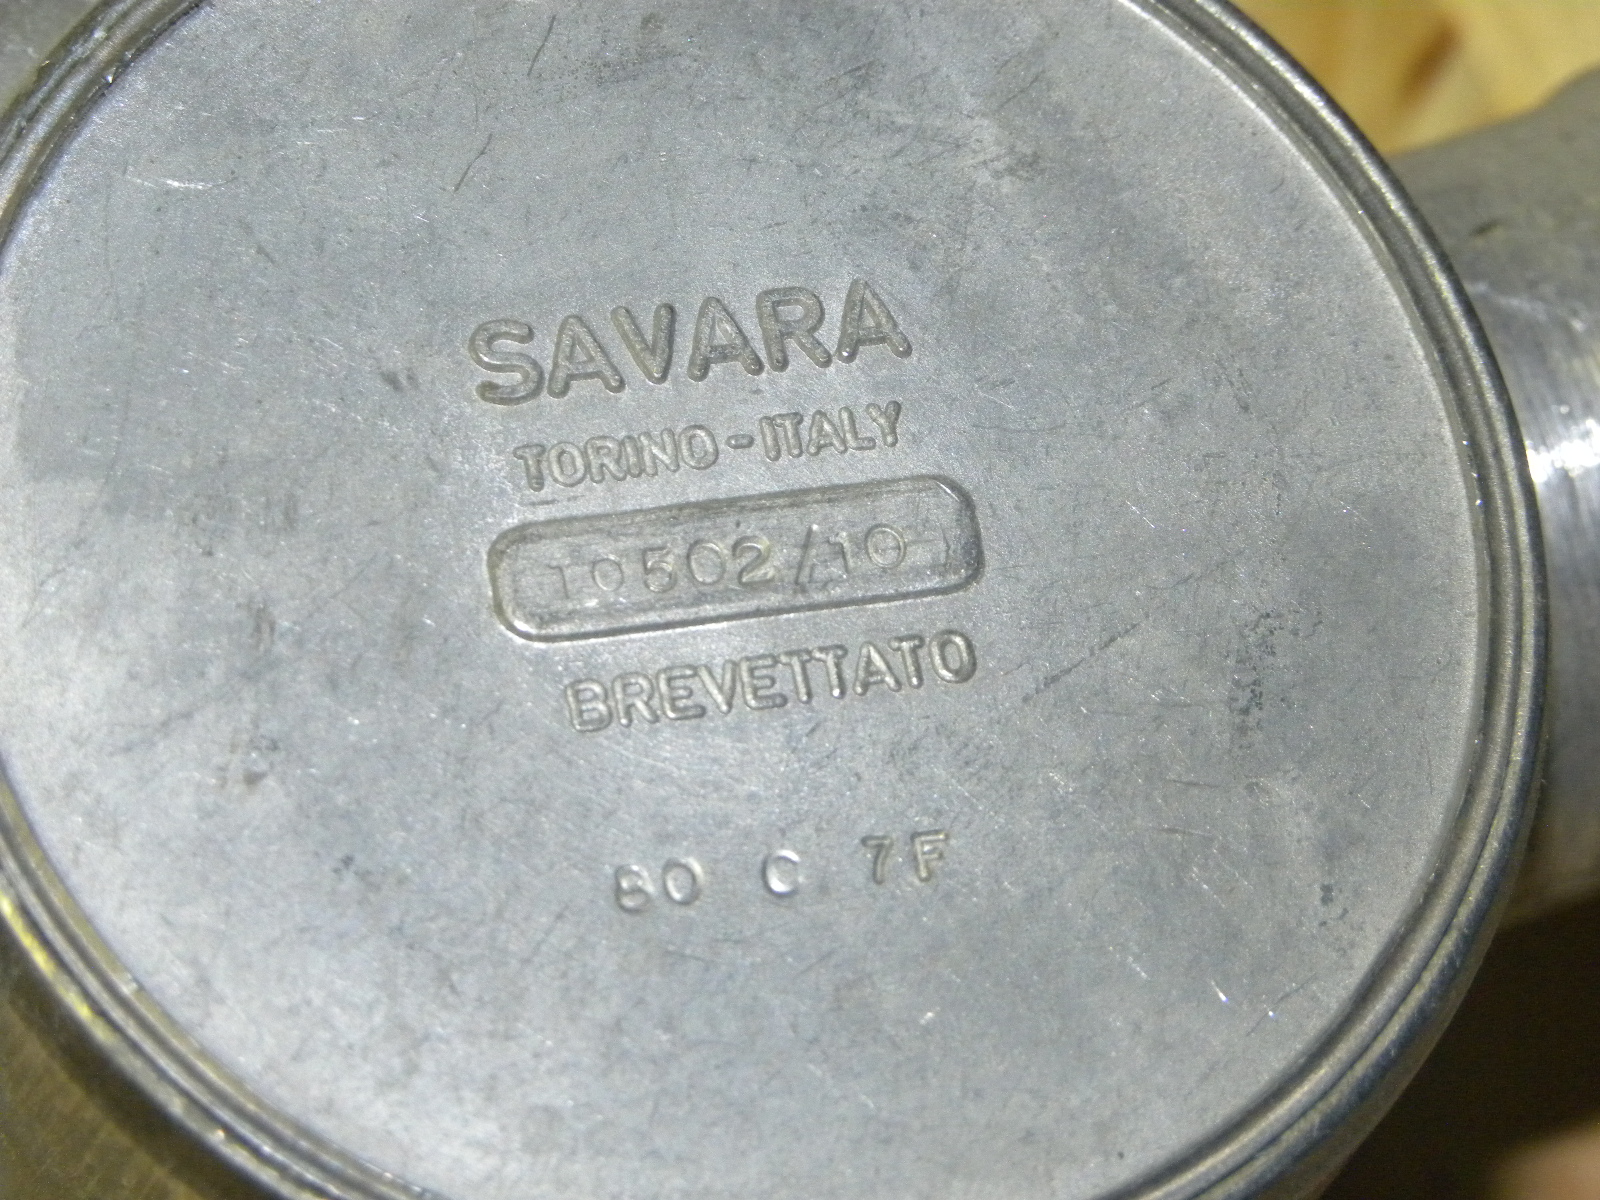 SAVARA
TORINO-ITALY
10502/10
BREVETTATO
80 C 7F